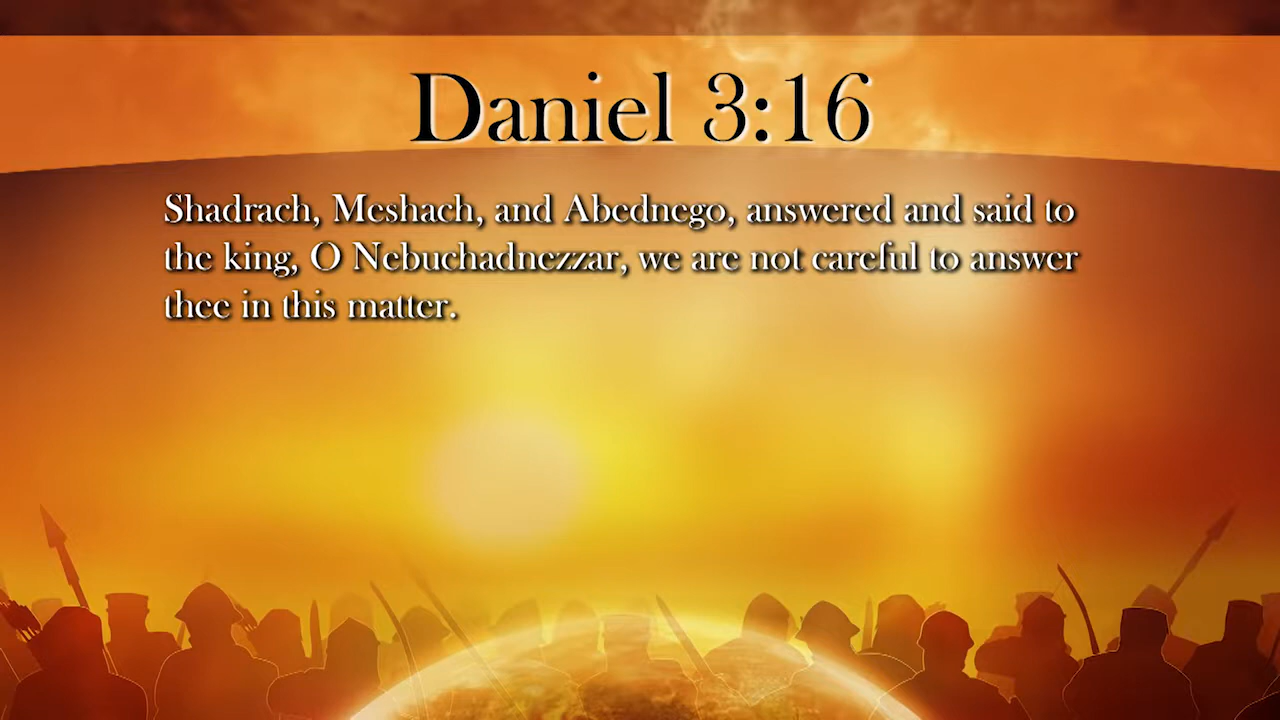 Daniel 3:16
Shadrach, Meshach, and Abednego, answered and said to
the king, O Nebuchadnezzar, we are not careful to answer
thee in this matter.